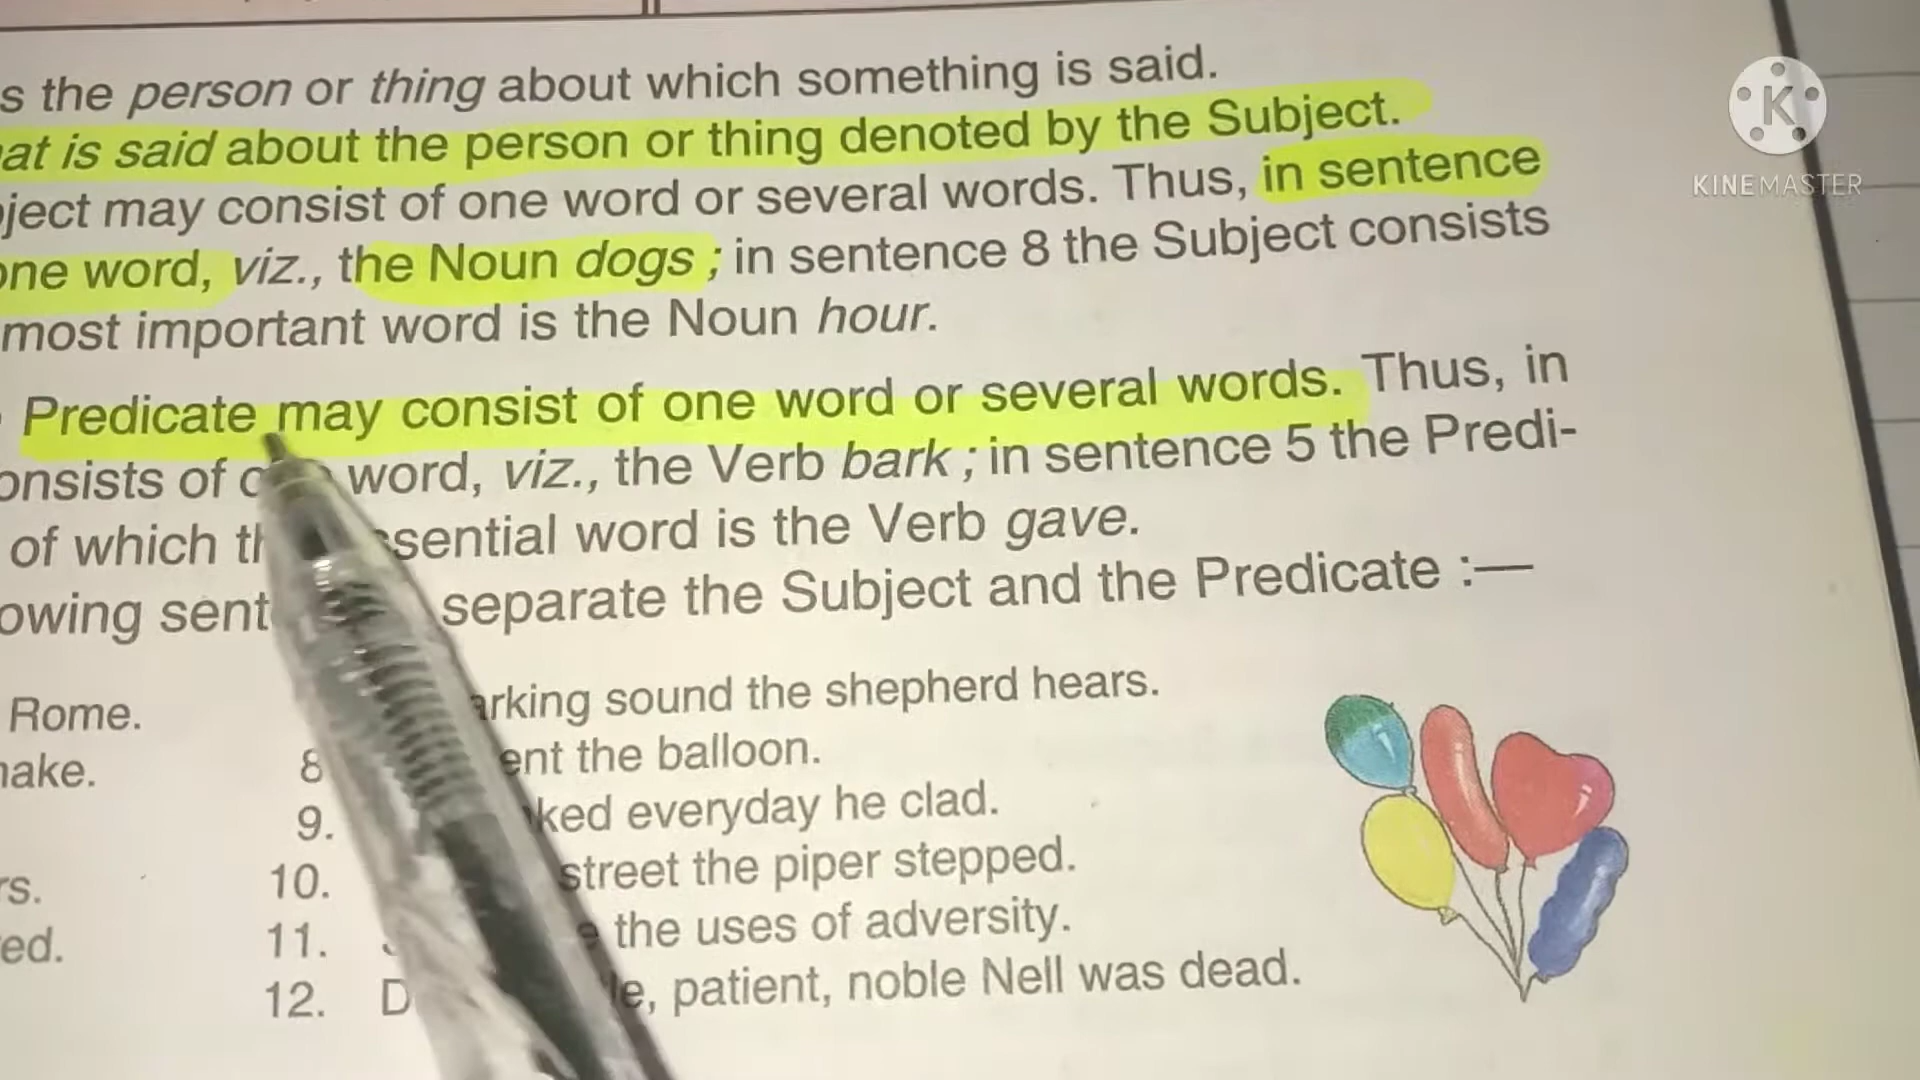 s the person or thing about which something is said.
at is said about the person or thing denoted by the Subject.
ject may consist of one word or several words. Thus, in sentence
one word, viz., the Noun dogs ; in sentence 8 the Subject consists
most important word is the Noun hour.
Predicate may consist of one word or several words. Thus, in
onsists of word, viz., the Verb bark ; in sentence 5 the Predi-
of which ssential word is the Verb gave.
owing sent separate the Subject and the Predicate :—
Rome.
ake.
rs.
ed.
arking sound the shepherd hears.
8 ent the balloon.
9. ked everyday he clad.
10. street the piper stepped.
11. the uses of adversity.
12. D le, patient, noble Nell was dead.
K
KINEMASTER